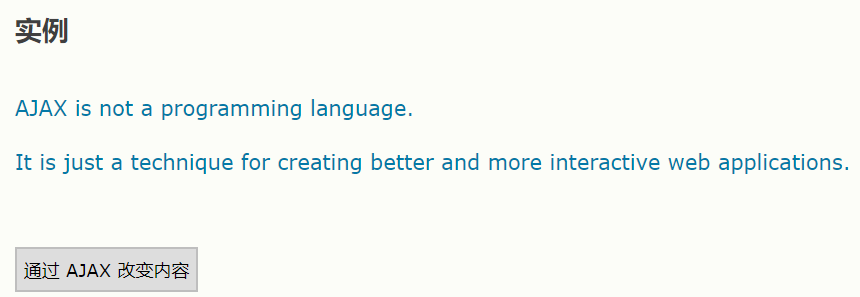 实例
AJAX is not a programming language.
It is just a technique for creating better and more interactive web applications.
通过 AJAX 改变内容